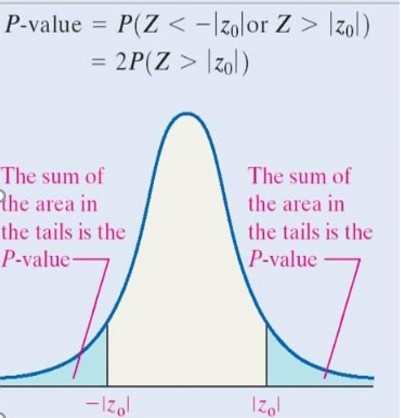 P-value = P(Z < −|z₀|or Z > |z₀|)
= 2P(Z > |z₀|)
The sum of
the area in
the tails is the
P-value
The sum of
the area in
the tails is the
P-value
−|z₀|
|z₀|